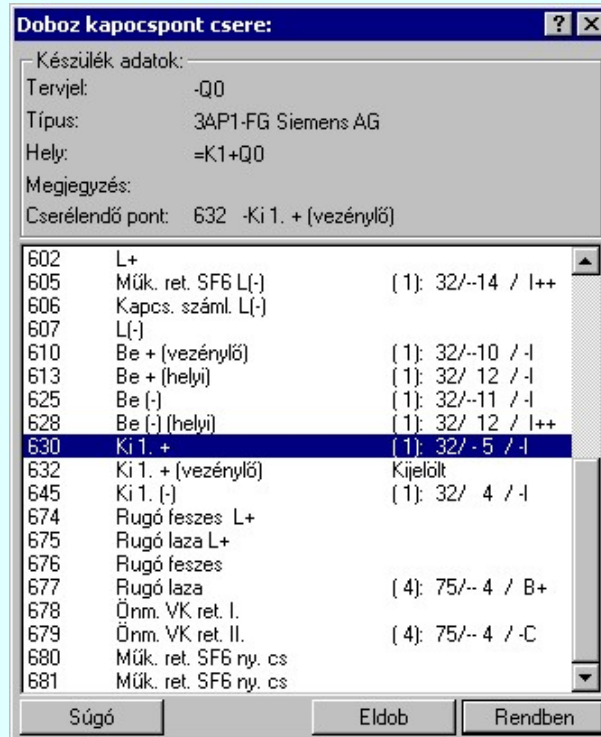 Doboz kapocspont csere:
Készülék adatok:
Tervjel: -Q0
Típus: 3AP1-FG Siemens AG
Hely: =K1+Q0
Megjegyzés:
Cserélendő pont: 632 -Ki 1. + (vezénylő)
602 L+
605 Műk. ret. SF6 L(-) ( 1): 32/--14 / I++
606 Kapcs. száml. L(-)
607 L(-)
610 Be + (vezénylő) ( 1): 32/--10 / -I
613 Be + (helyi) ( 1): 32/ 12 / -I
625 Be (-) ( 1): 32/--11 / -I
628 Be (-) (helyi) ( 1): 32/ 12 / I++
630 Ki 1. + ( 1): 32/ - 5 / -I
632 Ki 1. + (vezénylő) Kijelölt
645 Ki 1. (-) ( 1): 32/ 4 / -I
674 Rugó feszes L+
675 Rugó laza L+
676 Rugó feszes
677 Rugó laza ( 4): 75/-- 4 / B+
678 Önm. VK ret. I.
679 Önm. VK ret. II. ( 4): 75/-- 4 / -C
680 Műk. ret. SF6 ny. cs
681 Műk. ret. SF6 ny. cs
Súgó Eldob Rendben